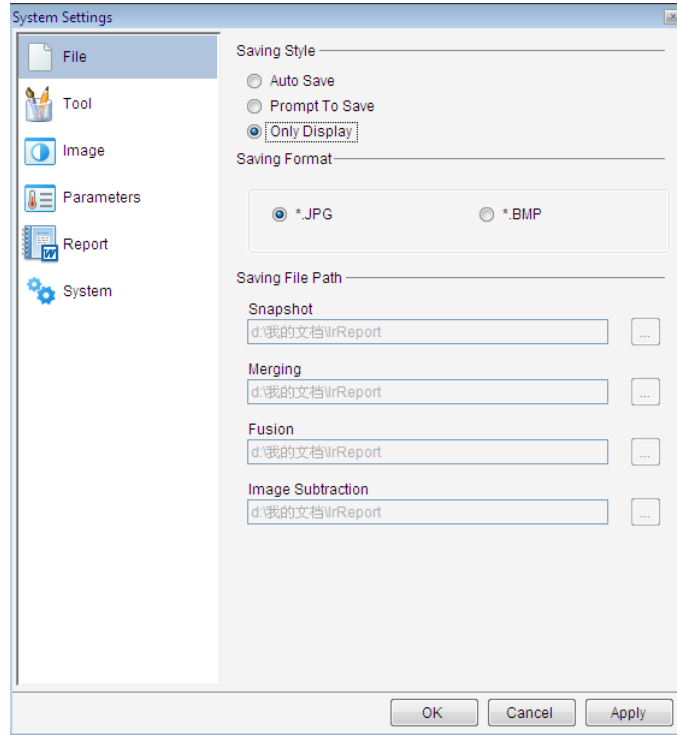 System Settings
File
Tool
Image
Parameters
Report
System
Saving Style
Auto Save
Prompt To Save
Only Display
Saving Format
*.JPG
*.BMP
Saving File Path
Snapshot
d:\我的文档\IrReport
...
Merging
d:\我的文档\IrReport
...
Fusion
d:\我的文档\IrReport
...
Image Subtraction
d:\我的文档\IrReport
...
OK
Cancel
Apply